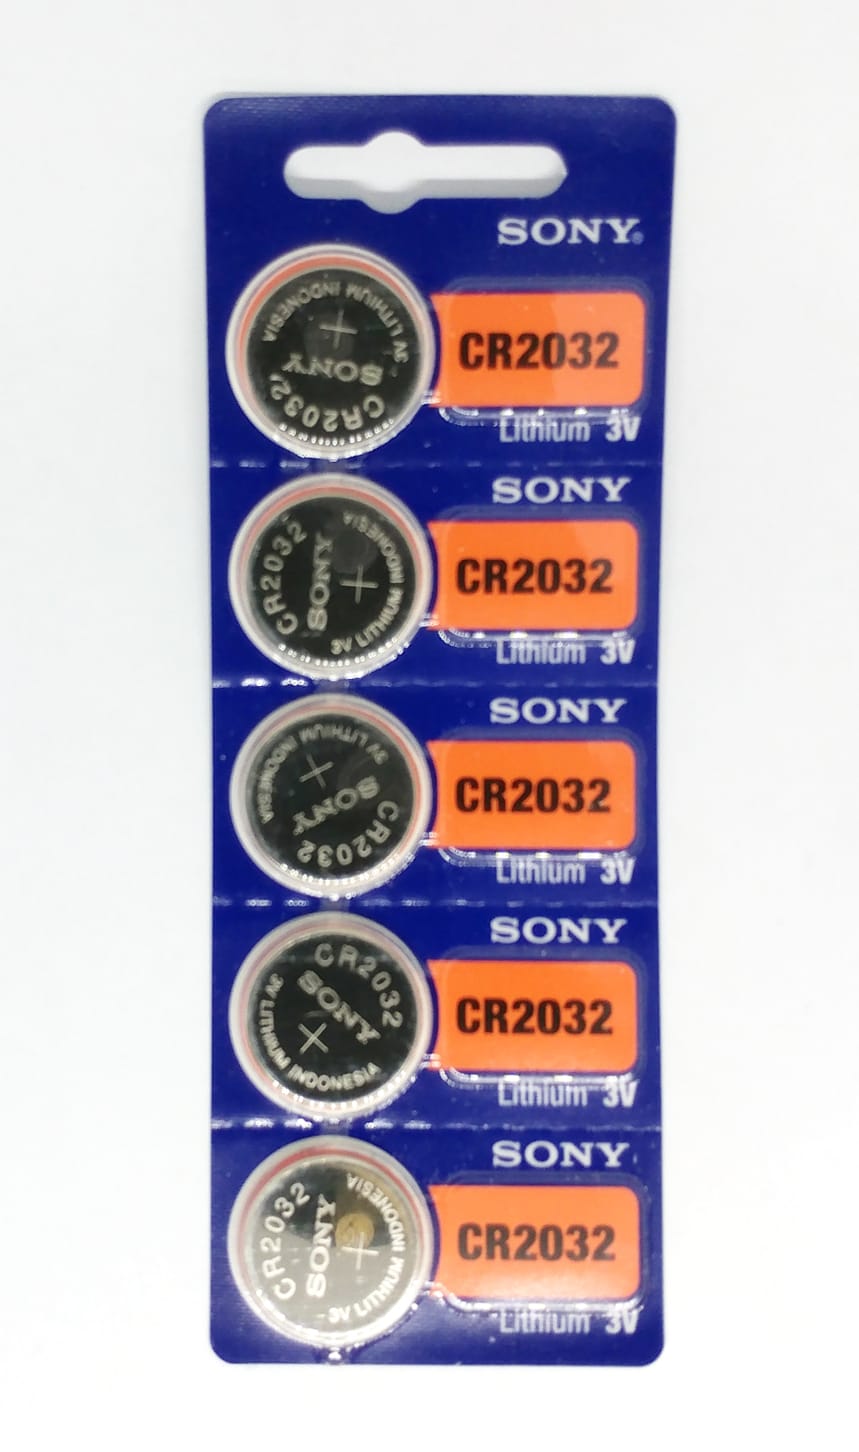 SONY®
CR2032
Lithium 3V
3V LITHIUM INDONESIA
+
SONY
CR2032
SONY
CR2032
Lithium 3V
CR2032
SONY
+
3V LITHIUM INDONESIA
SONY
CR2032
Lithium 3V
3V LITHIUM INDONESIA
+
SONY
CR2032
SONY
CR2032
Lithium 3V
CR2032
SONY
+
3V LITHIUM INDONESIA
SONY
CR2032
Lithium 3V
CR2032
SONY
+
3V LITHIUM INDONESIA